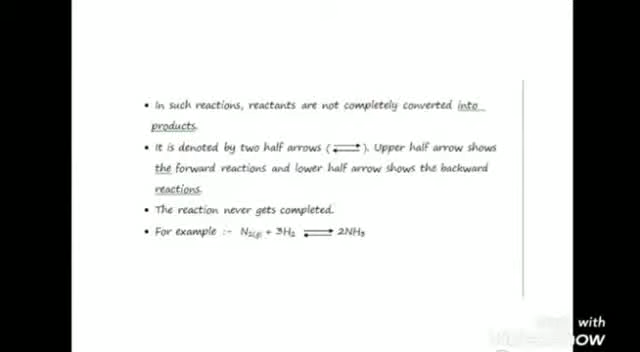 • In such reactions, reactants are not completely converted into
products.
• It is denoted by two half arrows (⇌). Upper half arrow shows
the forward reactions and lower half arrow shows the backward
reactions.
• The reaction never gets completed.
• For example :- N₂(g) + 3H₂ ⇌ 2NH₃
with